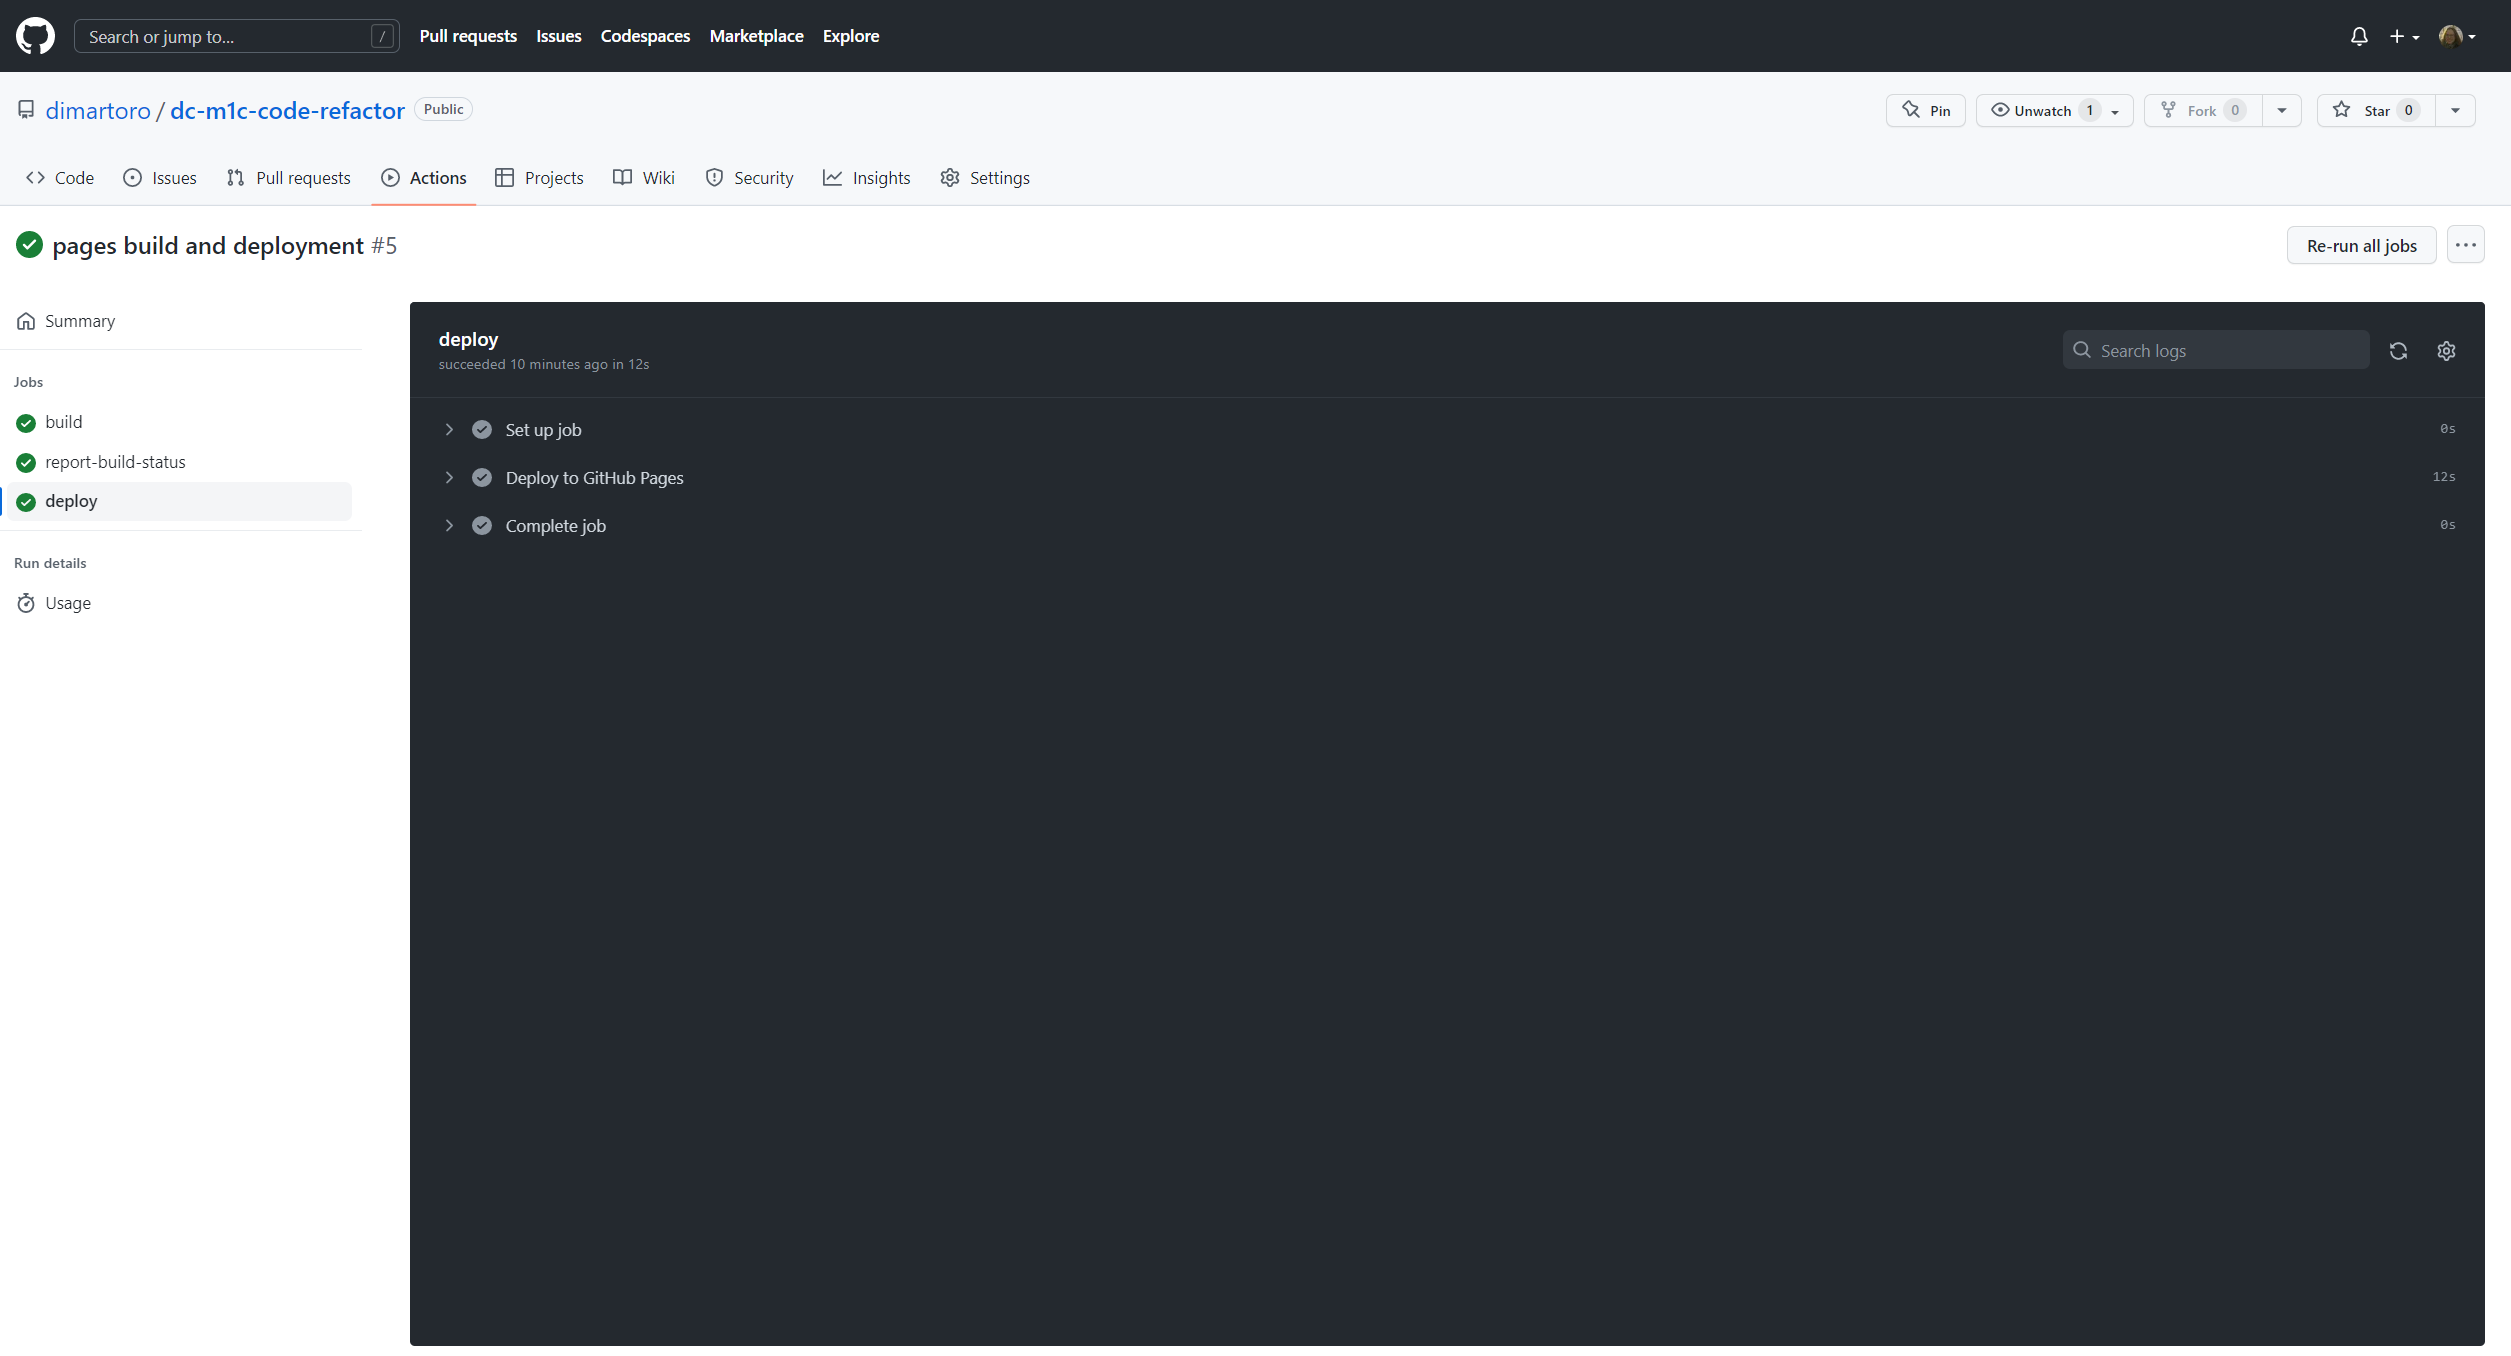 Search or jump to... / Pull requests Issues Codespaces Marketplace Explore
dimartoro / dc-m1c-code-refactor Public Pin Unwatch 1 Fork 0 Star 0
Code Issues Pull requests Actions Projects Wiki Security Insights Settings
pages build and deployment #5 Re-run all jobs ...
Summary
Jobs
build
report-build-status
deploy
Run details
Usage
deploy
succeeded 10 minutes ago in 12s
Search logs
Set up job 0s
Deploy to GitHub Pages 12s
Complete job 0s